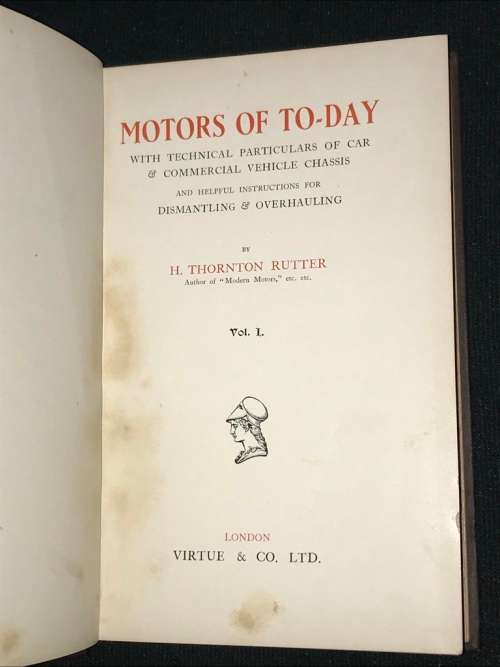 MOTORS OF TO-DAY
WITH TECHNICAL PARTICULARS OF CAR
& COMMERCIAL VEHICLE CHASSIS
AND HELPFUL INSTRUCTIONS FOR
DISMANTLING & OVERHAULING
BY
H. THORNTON RUTTER
Author of "Modern Motors," etc. etc.
Vol. I.
LONDON
VIRTUE & CO. LTD.